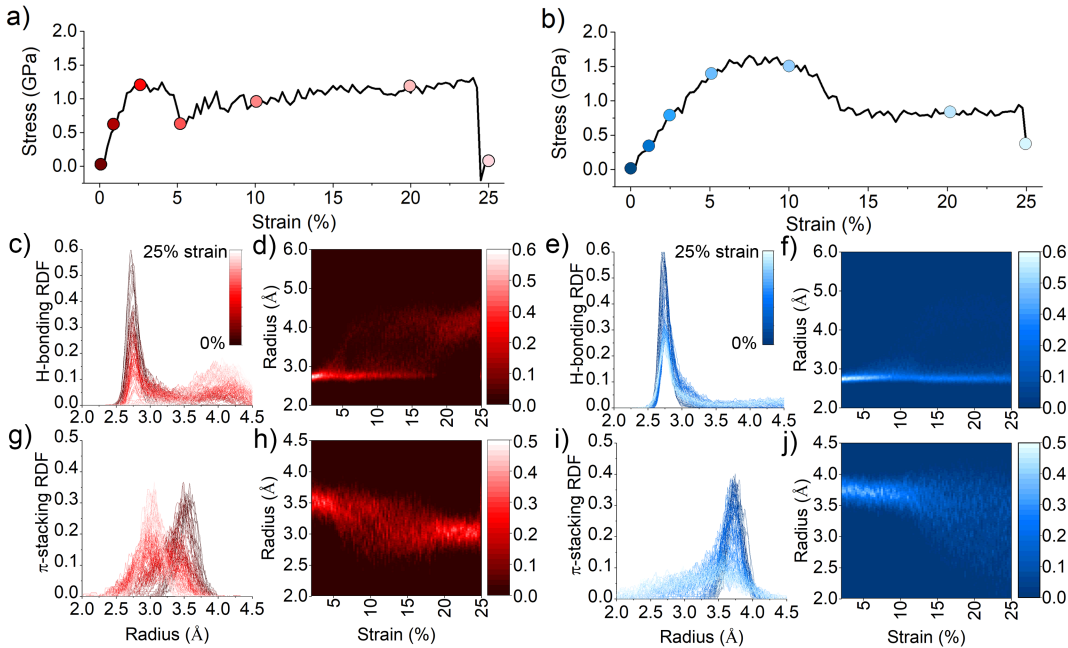 a)
Stress (GPa)
2.0
1.5
1.0
0.5
0.0
0 5 10 15 20 25
Strain (%)
b)
Stress (GPa)
2.0
1.5
1.0
0.5
0.0
0 5 10 15 20 25
Strain (%)
c)
H-bonding RDF
0.6
0.5
0.4
0.3
0.2
0.1
0.0
25% strain
0%
2.0 2.5 3.0 3.5 4.0 4.5
d)
Radius (Å)
6.0
5.0
4.0
3.0
2.0
5 10 15 20 25
0.6
0.5
0.4
0.3
0.2
0.1
0.0
e)
H-bonding RDF
0.6
0.5
0.4
0.3
0.2
0.1
0.0
25% strain
0%
2.0 2.5 3.0 3.5 4.0 4.5
f)
Radius (Å)
6.0
5.0
4.0
3.0
2.0
5 10 15 20 25
0.6
0.5
0.4
0.3
0.2
0.1
0.0
g)
π-stacking RDF
0.5
0.4
0.3
0.2
0.1
0.0
2.0 2.5 3.0 3.5 4.0 4.5
Radius (Å)
h)
Radius (Å)
4.5
4.0
3.5
3.0
2.5
2.0
5 10 15 20 25
Strain (%)
0.5
0.4
0.3
0.2
0.1
0.0
i)
π-stacking RDF
0.5
0.4
0.3
0.2
0.1
0.0
2.0 2.5 3.0 3.5 4.0 4.5
Radius (Å)
j)
Radius (Å)
4.5
4.0
3.5
3.0
2.5
2.0
5 10 15 20 25
Strain (%)
0.5
0.4
0.3
0.2
0.1
0.0